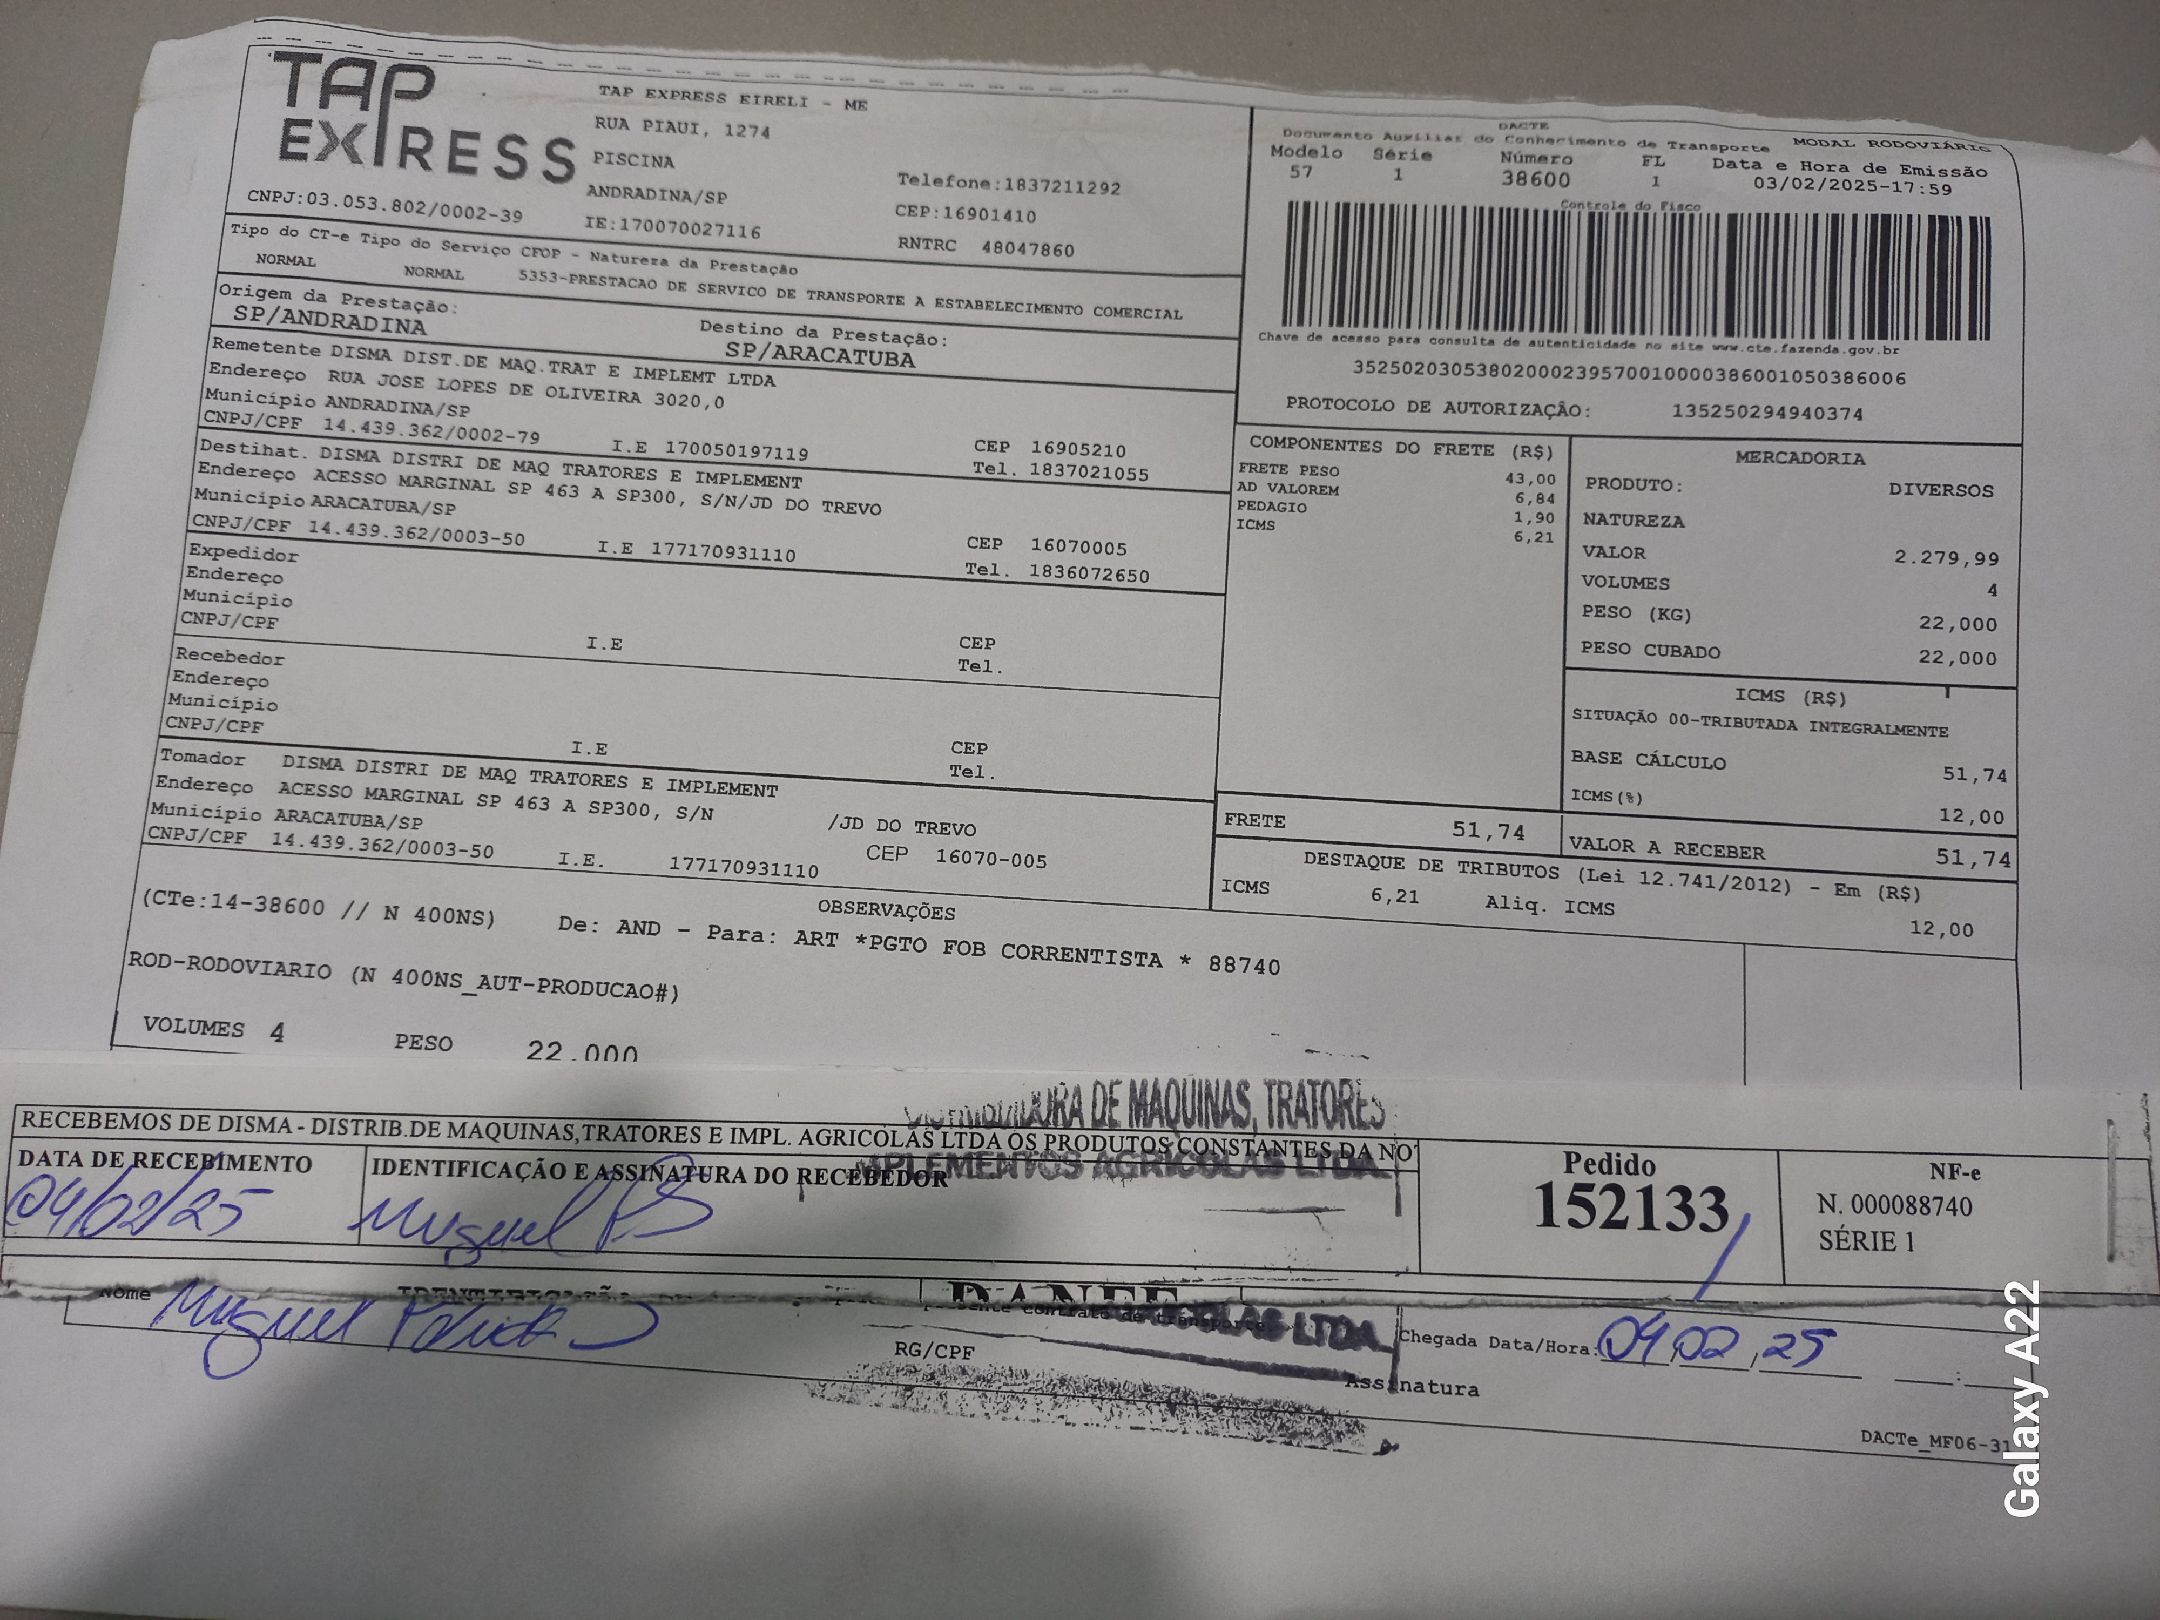 TAP
EXPRESS
CNPJ:03.053.802/0002-39
TAP EXPRESS EIRELI - ME
RUA PIAUI, 1274
PISCINA
ANDRADINA/SP
IE:170070027116
Telefone:1837211292
CEP:16901410
RNTRC 48047860
DACTE
Documento Auxiliar do Conhecimento de Transporte MODAL RODOVIÁRIO
Modelo Série Número FL Data e Hora de Emissão
57 1 38600 1 03/02/2025-17:59
Controle do Fisco
Chave de acesso para consulta de autenticidade no site www.cte.fazenda.gov.br
35250203053802000239570010000386001050386006
PROTOCOLO DE AUTORIZAÇÃO: 135250294940374
Tipo do CT-e Tipo do Serviço CFOP - Natureza da Prestação
NORMAL NORMAL 5353-PRESTACAO DE SERVICO DE TRANSPORTE A ESTABELECIMENTO COMERCIAL
Origem da Prestação: Destino da Prestação:
SP/ANDRADINA SP/ARACATUBA
Remetente DISMA DIST.DE MAQ.TRAT E IMPLEMT LTDA
Endereço RUA JOSE LOPES DE OLIVEIRA 3020,0
Município ANDRADINA/SP CEP 16905210
CNPJ/CPF 14.439.362/0002-79 I.E 170050197119 Tel. 1837021055
Destihat. DISMA DISTRI DE MAQ TRATORES E IMPLEMENT
Endereço ACESSO MARGINAL SP 463 A SP300, S/N/JD DO TREVO
Município ARACATUBA/SP CEP 16070005
CNPJ/CPF 14.439.362/0003-50 I.E 177170931110 Tel. 1836072650
Expedidor
Endereço
Município CEP
CNPJ/CPF I.E Tel.
Recebedor
Endereço
Município CEP
CNPJ/CPF I.E Tel.
Tomador DISMA DISTRI DE MAQ TRATORES E IMPLEMENT
Endereço ACESSO MARGINAL SP 463 A SP300, S/N /JD DO TREVO
Município ARACATUBA/SP CEP 16070-005
CNPJ/CPF 14.439.362/0003-50 I.E. 177170931110
COMPONENTES DO FRETE (R$)
FRETE PESO 43,00
AD VALOREM 6,84
PEDAGIO 1,90
ICMS 6,21
MERCADORIA
PRODUTO: DIVERSOS
NATUREZA
VALOR 2.279,99
VOLUMES 4
PESO (KG) 22,000
PESO CUBADO 22,000
ICMS (R$)
SITUAÇÃO 00-TRIBUTADA INTEGRALMENTE
BASE CÁLCULO 51,74
ICMS(%) 12,00
FRETE 51,74 VALOR A RECEBER 51,74
DESTAQUE DE TRIBUTOS (Lei 12.741/2012) - Em (R$)
ICMS 6,21 Aliq. ICMS 12,00
OBSERVAÇÕES
(CTe:14-38600 // N 400NS) De: AND - Para: ART *PGTO FOB CORRENTISTA * 88740
ROD-RODOVIARIO (N 400NS_AUT-PRODUCAO#)
VOLUMES 4 PESO 22.000
DISTRIBUIDORA DE MAQUINAS, TRATORES
RECEBEMOS DE DISMA - DISTRIB.DE MAQUINAS,TRATORES E IMPL. AGRICOLAS LTDA OS PRODUTOS CONSTANTES DA NO
IMPLEMENTOS AGRICOLAS LTDA.
DATA DE RECEBIMENTO IDENTIFICAÇÃO E ASSINATURA DO RECEBEDOR
04/02/25 Miguel P S
Pedido
152133
NF-e
N. 000088740
SÉRIE 1
DANFE
presente contrato de transporte
Nome Miguel
RG/CPF
LTDA.
Chegada Data/Hora: 04,02,25
Assinatura
DACTe_MF06-31
Galaxy A22